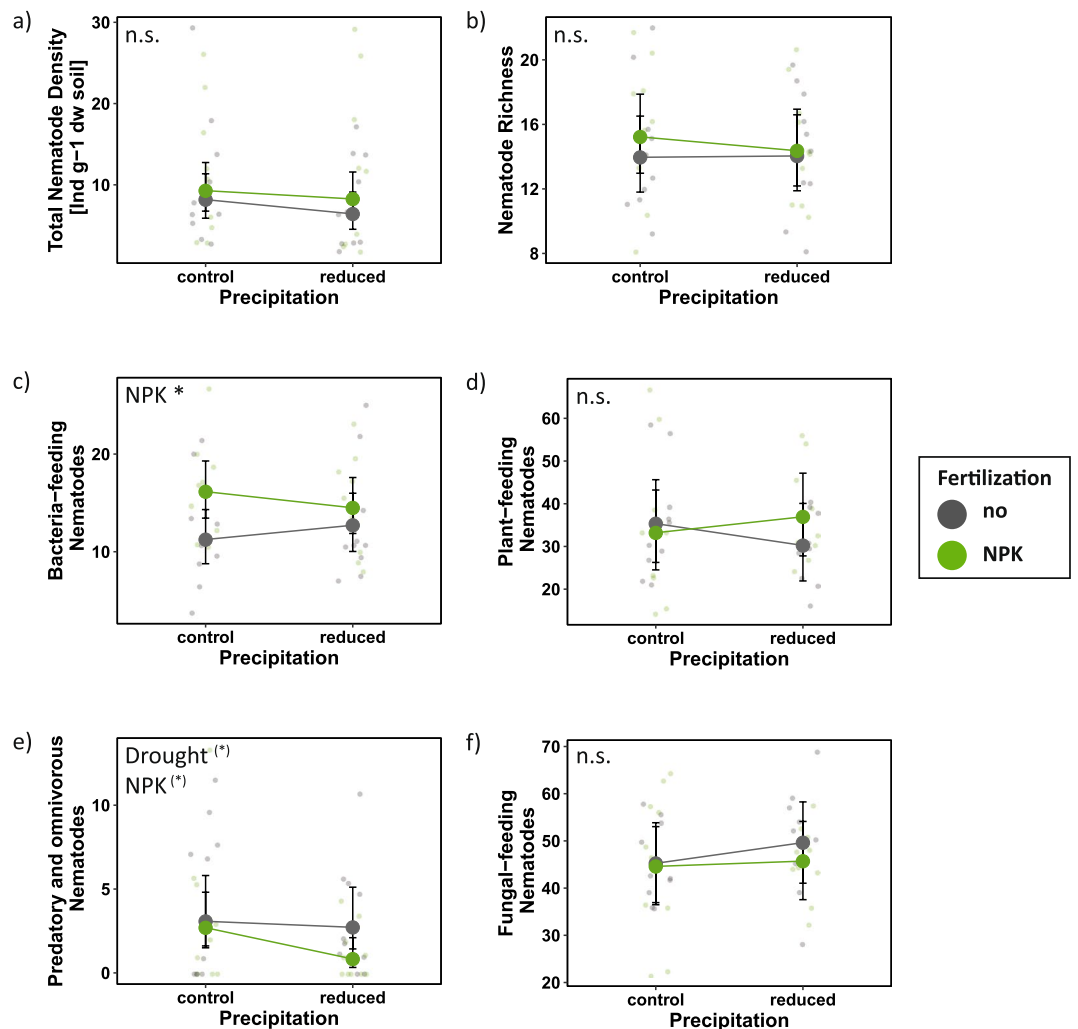 a)
Total Nematode Density
[Ind g−1 dw soil]
30
20
10
n.s.
control
reduced
Precipitation
b)
Nematode Richness
20
16
12
8
n.s.
control
reduced
Precipitation
c)
Bacteria−feeding
Nematodes
20
10
NPK *
control
reduced
Precipitation
d)
Plant−feeding
Nematodes
60
50
40
30
20
n.s.
control
reduced
Precipitation
Fertilization
no
NPK
e)
Predatory and omnivorous
Nematodes
10
5
0
Drought (*)
NPK (*)
control
reduced
Precipitation
f)
Fungal−feeding
Nematodes
70
60
50
40
30
20
n.s.
control
reduced
Precipitation